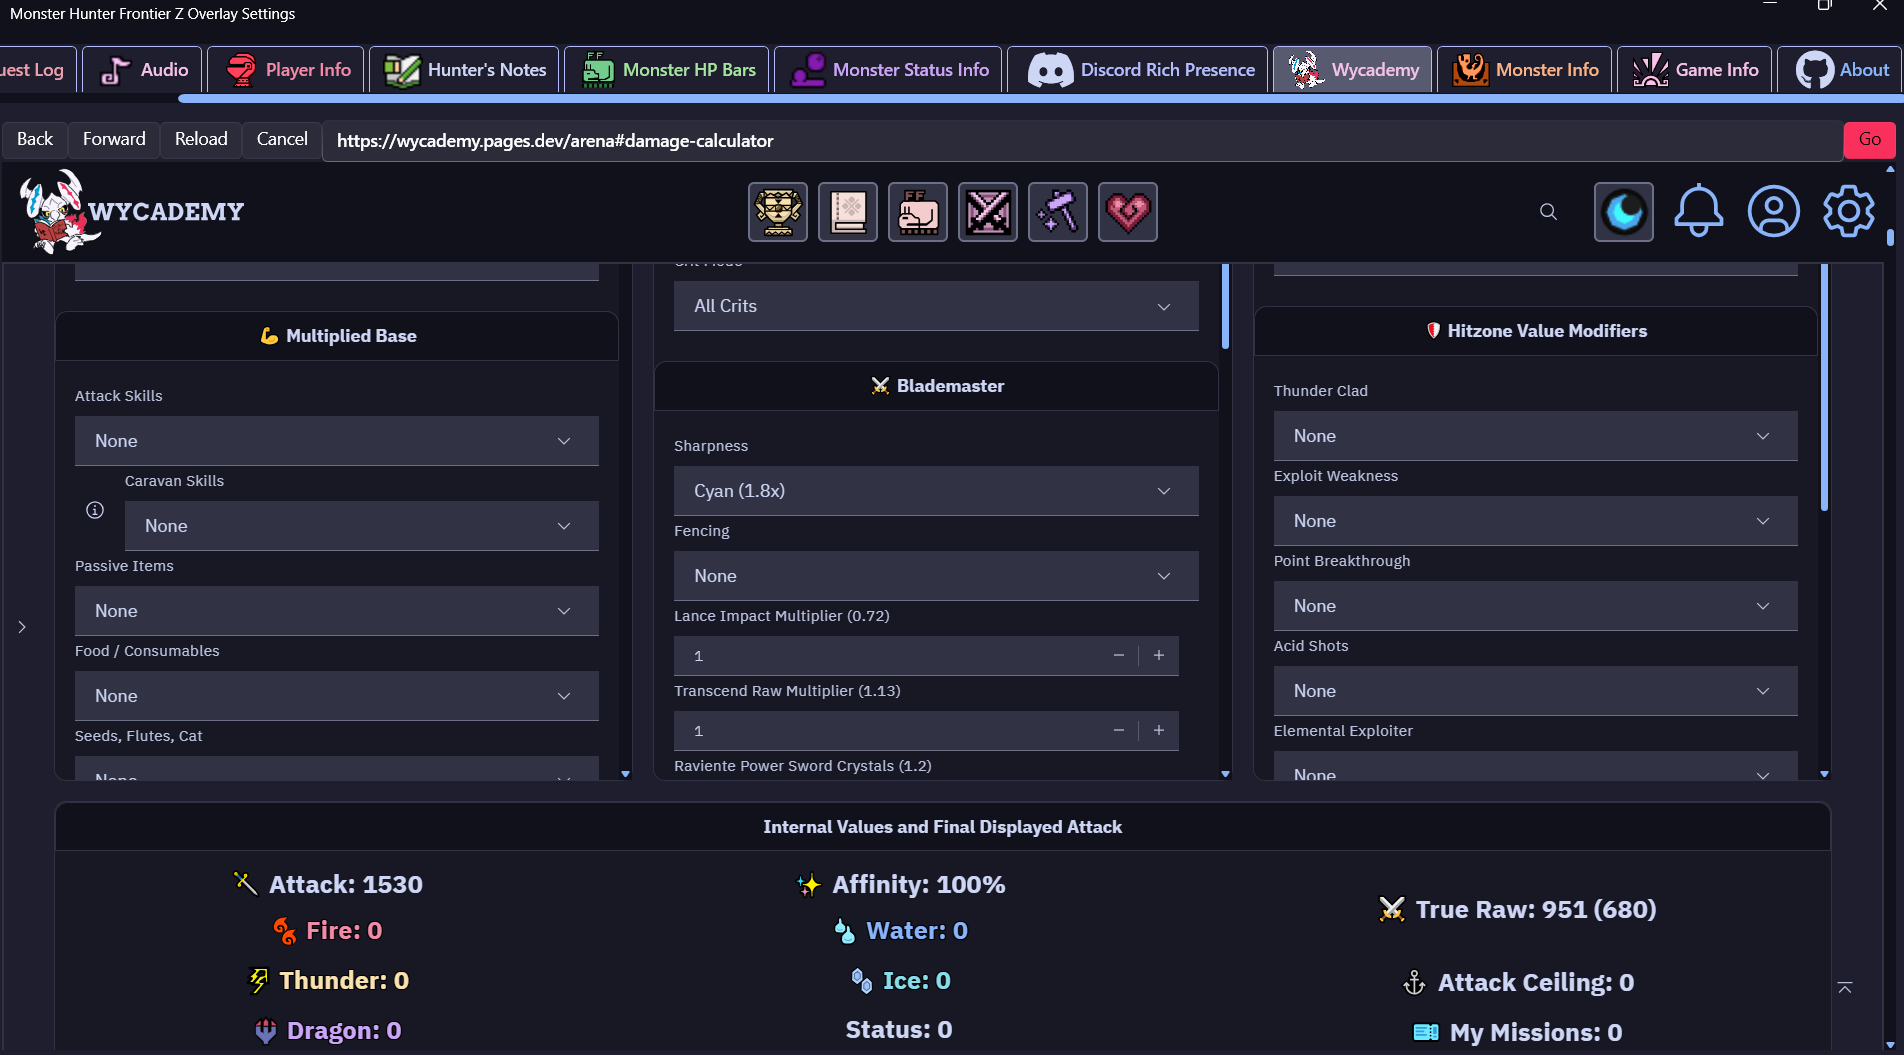 Monster Hunter Frontier Z Overlay Settings
uest Log
Audio
Player Info
Hunter's Notes
Monster HP Bars
Monster Status Info
Discord Rich Presence
Wycademy
Monster Info
Game Info
About
Back
Forward
Reload
Cancel
https://wycademy.pages.dev/arena#damage-calculator
Go
WYCADEMY
All Crits
Multiplied Base
Attack Skills
None
Caravan Skills
None
Passive Items
None
Food / Consumables
None
Seeds, Flutes, Cat
None
Blademaster
Sharpness
Cyan (1.8x)
Fencing
None
Lance Impact Multiplier (0.72)
1
Transcend Raw Multiplier (1.13)
1
Raviente Power Sword Crystals (1.2)
Hitzone Value Modifiers
Thunder Clad
None
Exploit Weakness
None
Point Breakthrough
None
Acid Shots
None
Elemental Exploiter
None
Internal Values and Final Displayed Attack
Attack: 1530
Fire: 0
Thunder: 0
Dragon: 0
Affinity: 100%
Water: 0
Ice: 0
Status: 0
True Raw: 951 (680)
Attack Ceiling: 0
My Missions: 0